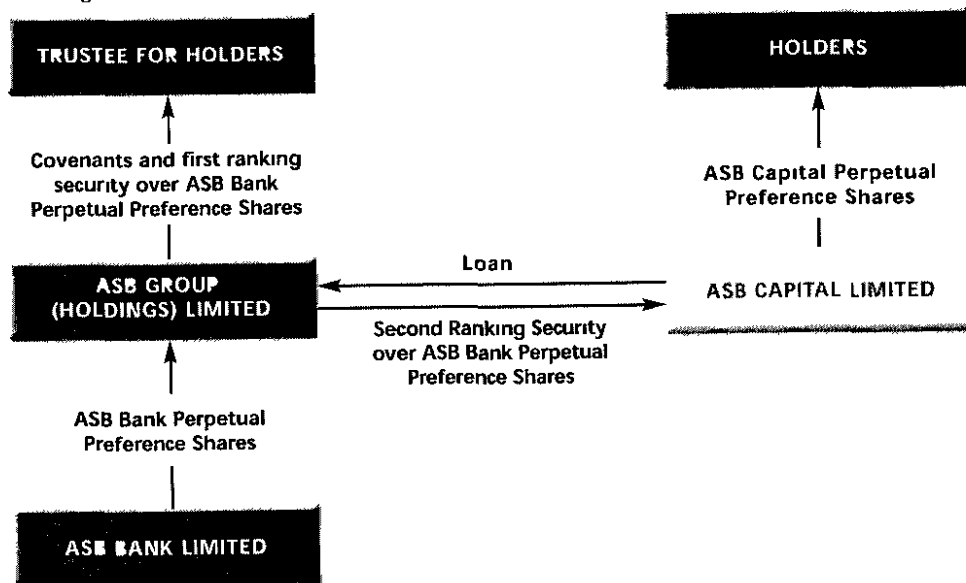 TRUSTEE FOR HOLDERS
HOLDERS
Covenants and first ranking
security over ASB Bank
Perpetual Preference Shares
ASB Capital Perpetual
Preference Shares
Loan
ASB GROUP
(HOLDINGS) LIMITED
ASB CAPITAL LIMITED
Second Ranking Security
over ASB Bank Perpetual
Preference Shares
ASB Bank Perpetual
Preference Shares
ASB BANK LIMITED